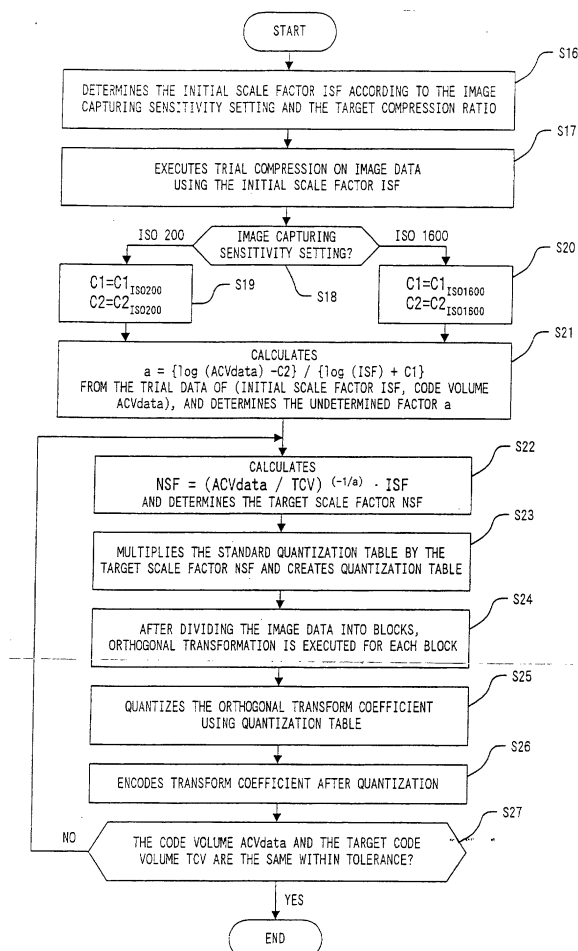 START
S16
DETERMINES THE INITIAL SCALE FACTOR ISF ACCORDING TO THE IMAGE
CAPTURING SENSITIVITY SETTING AND THE TARGET COMPRESSION RATIO
S17
EXECUTES TRIAL COMPRESSION ON IMAGE DATA
USING THE INITIAL SCALE FACTOR ISF
ISO 200
IMAGE CAPTURING
SENSITIVITY SETTING?
ISO 1600
S18
C1=C1ISO200
C2=C2ISO200
S19
C1=C1ISO1600
C2=C2ISO1600
S20
S21
CALCULATES
a = {log (ACVdata) -C2} / {log (ISF) + C1}
FROM THE TRIAL DATA OF (INITIAL SCALE FACTOR ISF, CODE VOLUME
ACVdata), AND DETERMINES THE UNDETERMINED FACTOR a
S22
CALCULATES
NSF = (ACVdata / TCV) (-1/a) · ISF
AND DETERMINES THE TARGET SCALE FACTOR NSF
S23
MULTIPLIES THE STANDARD QUANTIZATION TABLE BY THE
TARGET SCALE FACTOR NSF AND CREATES QUANTIZATION TABLE
S24
AFTER DIVIDING THE IMAGE DATA INTO BLOCKS,
ORTHOGONAL TRANSFORMATION IS EXECUTED FOR EACH BLOCK
S25
QUANTIZES THE ORTHOGONAL TRANSFORM COEFFICIENT
USING QUANTIZATION TABLE
S26
ENCODES TRANSFORM COEFFICIENT AFTER QUANTIZATION
S27
NO
THE CODE VOLUME ACVdata AND THE TARGET CODE
VOLUME TCV ARE THE SAME WITHIN TOLERANCE?
YES
END